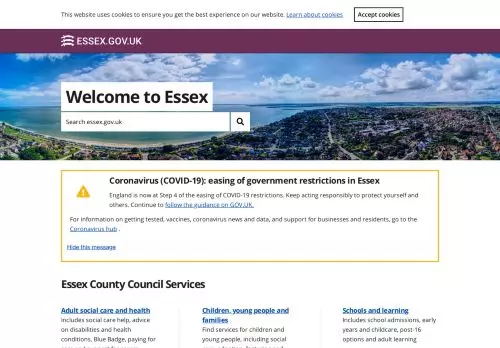 This website uses cookies to ensure you get the best experience on our website. Learn about cookies Accept cookies
ESSEX.GOV.UK
Welcome to Essex
Search essex.gov.uk
Coronavirus (COVID-19): easing of government restrictions in Essex
England is now at Step 4 of the easing of COVID-19 restrictions. Keep acting responsibly to protect yourself and
others. Continue to follow the guidance on GOV.UK.
For information on getting tested, vaccines, coronavirus news and data, and support for businesses and residents, go to the
Coronavirus hub .
Hide this message
Essex County Council Services
Adult social care and health
includes social care help, advice
on disabilities and health
conditions, Blue Badge, paying for
Children, young people and
families
Find services for children and
young people, including social
Schools and learning
Includes school admissions, early
years and childcare, post-16
options and adult learning